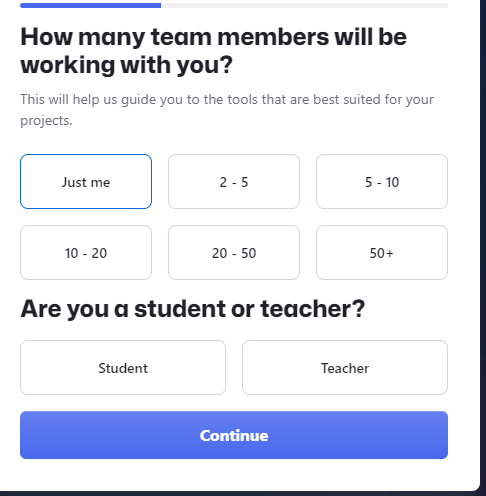 How many team members will be
working with you?
This will help us guide you to the tools that are best suited for your
projects.
Just me
2 - 5
5 - 10
10 - 20
20 - 50
50+
Are you a student or teacher?
Student
Teacher
Continue